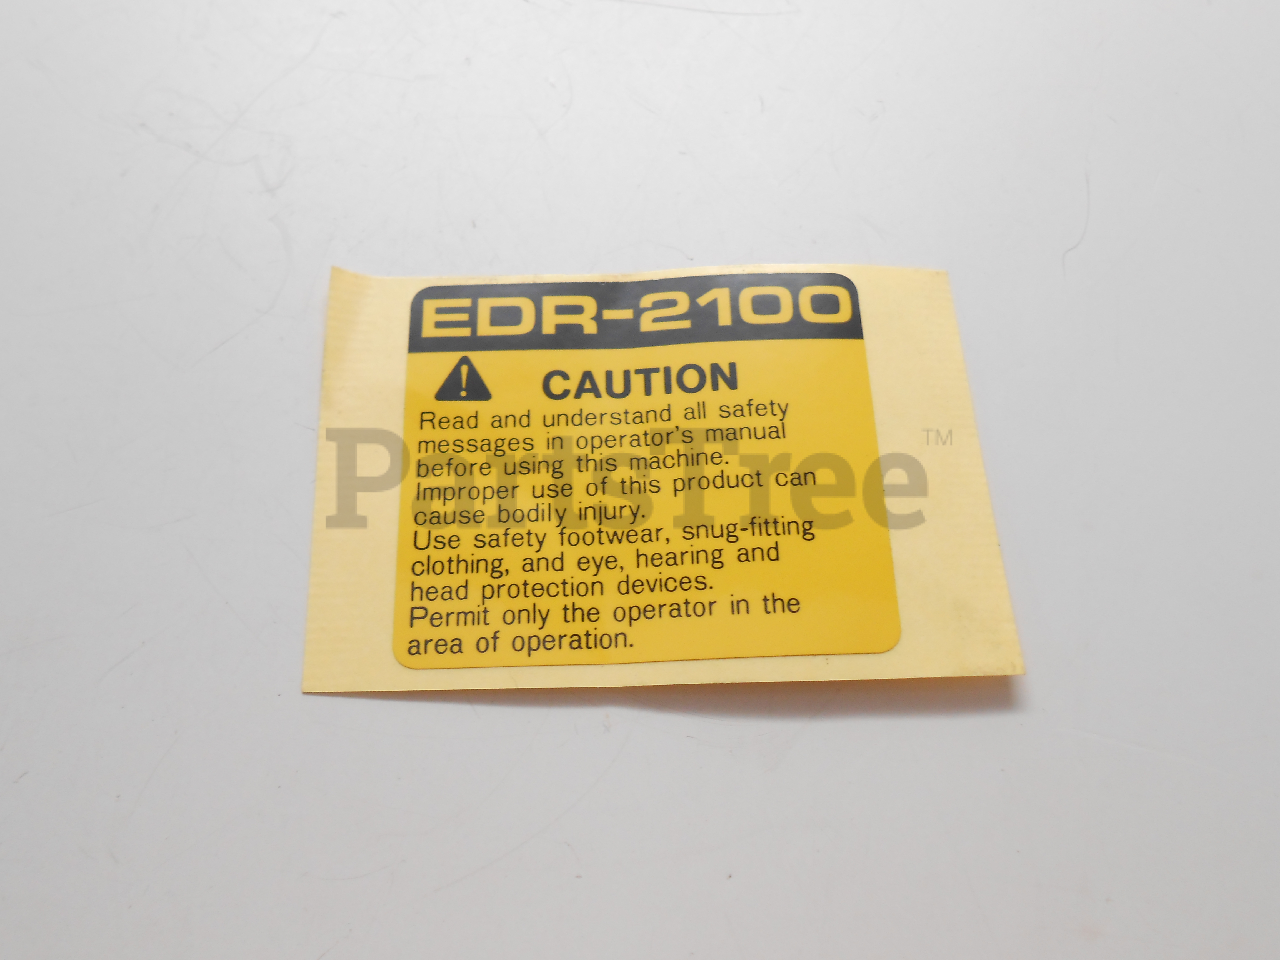 EDR-2100
CAUTION
Read and understand all safety
messages in operator's manual
before using this machine.
Improper use of this product can
cause bodily injury.
Use safety footwear, snug-fitting
clothing, and eye, hearing and
head protection devices.
Permit only the operator in the
area of operation.
PartsTree™